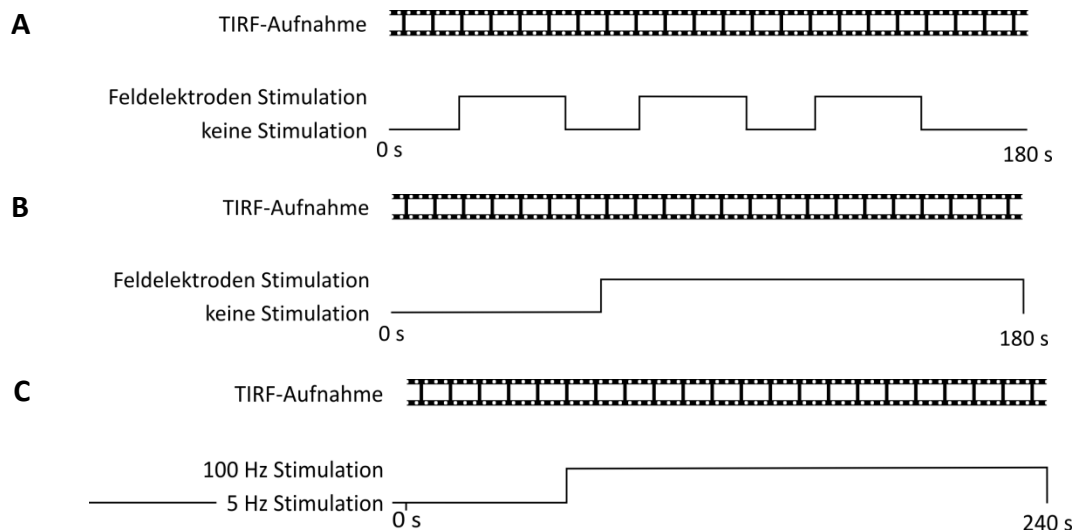 A
TIRF-Aufnahme
Feldelektroden Stimulation
keine Stimulation
0 s
180 s
B
TIRF-Aufnahme
Feldelektroden Stimulation
keine Stimulation
0 s
180 s
C
TIRF-Aufnahme
100 Hz Stimulation
5 Hz Stimulation
0 s
240 s